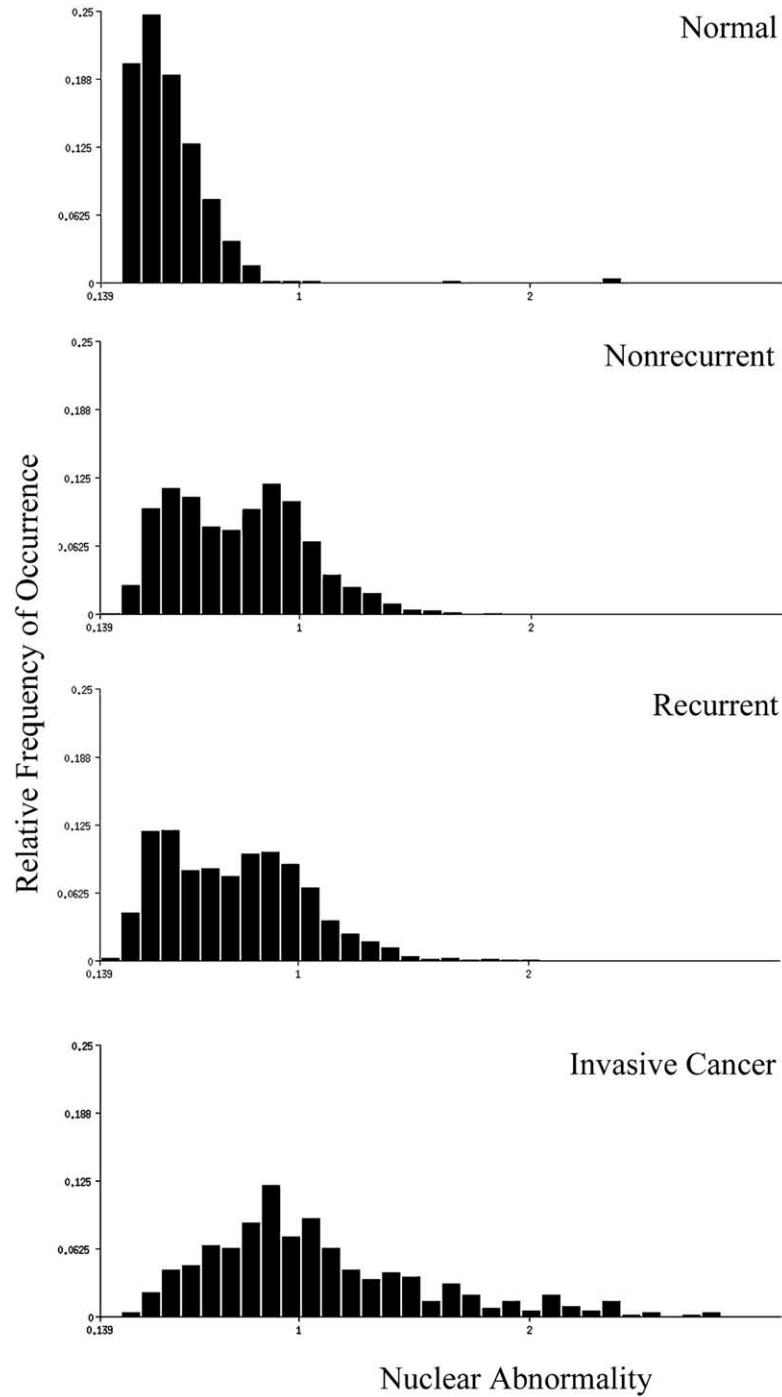 Relative Frequency of Occurrence
0.25
Normal
0.188
0.125
0.0625
0
0.139 1 2
0.25
Nonrecurrent
0.188
0.125
0.0625
0
0.139 1 2
0.25
Recurrent
0.188
0.125
0.0625
0
0.139 1 2
0.25
Invasive Cancer
0.188
0.125
0.0625
0
0.139 1 2
Nuclear Abnormality